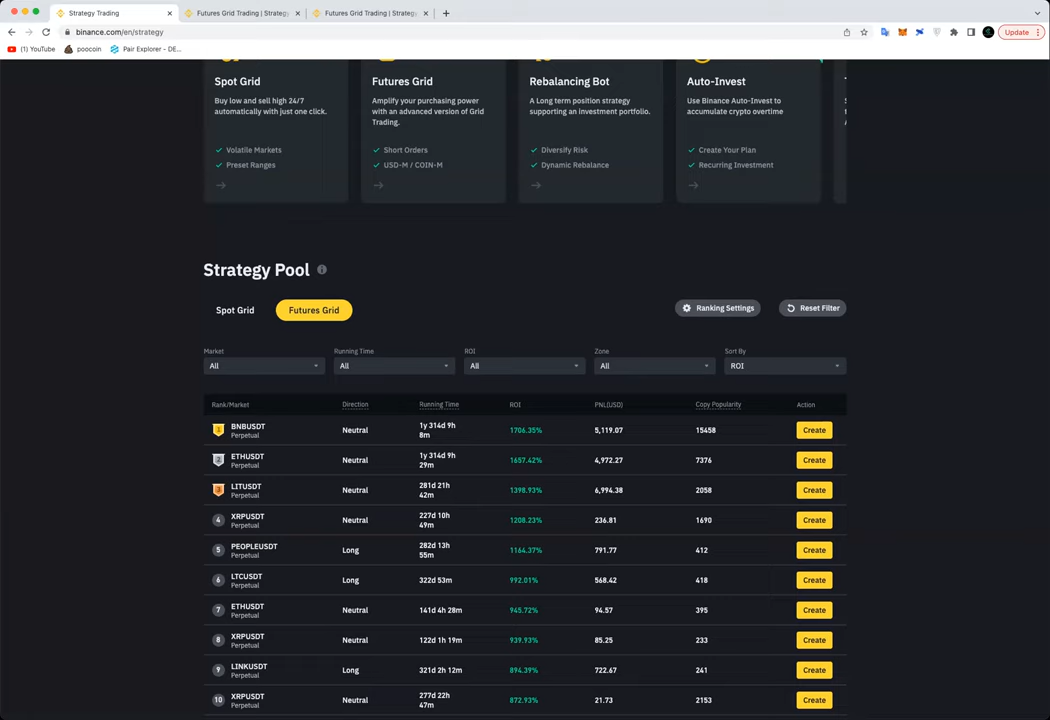 Strategy Trading
Futures Grid Trading | Strategy
Futures Grid Trading | Strategy
binance.com/en/strategy
Update
(1) YouTube
poocoin
Pair Explorer - DE...
Spot Grid
Buy low and sell high 24/7
automatically with just one click.
Volatile Markets
Preset Ranges
Futures Grid
Amplify your purchasing power
with an advanced version of Grid
Trading.
Short Orders
USD-M / COIN-M
Rebalancing Bot
A Long term position strategy
supporting an investment portfolio.
Diversify Risk
Dynamic Rebalance
Auto-Invest
Use Binance Auto-Invest to
accumulate crypto overtime
Create Your Plan
Recurring Investment
Strategy Pool
Spot Grid Futures Grid Ranking Settings Reset Filter
Market Running Time ROI Zone Sort By
All All All All ROI
Rank/Market Direction Running Time ROI PNL(USD) Copy Popularity Action
1 BNBUSDT Perpetual Neutral 1y 314d 9h 8m 1706.35% 5,119.07 15458 Create
2 ETHUSDT Perpetual Neutral 1y 314d 9h 29m 1657.42% 4,972.27 7376 Create
3 LITUSDT Perpetual Neutral 281d 21h 42m 1398.93% 6,994.38 2058 Create
4 XRPUSDT Perpetual Neutral 227d 10h 49m 1208.23% 236.81 1690 Create
5 PEOPLEUSDT Perpetual Long 282d 13h 55m 1164.37% 791.77 412 Create
6 LTCUSDT Perpetual Long 322d 53m 992.01% 568.42 418 Create
7 ETHUSDT Perpetual Neutral 141d 4h 28m 945.72% 94.57 395 Create
8 XRPUSDT Perpetual Neutral 122d 1h 19m 939.93% 85.25 233 Create
9 LINKUSDT Perpetual Long 321d 2h 12m 894.39% 722.67 241 Create
10 XRPUSDT Perpetual Neutral 277d 22h 47m 872.93% 21.73 2153 Create